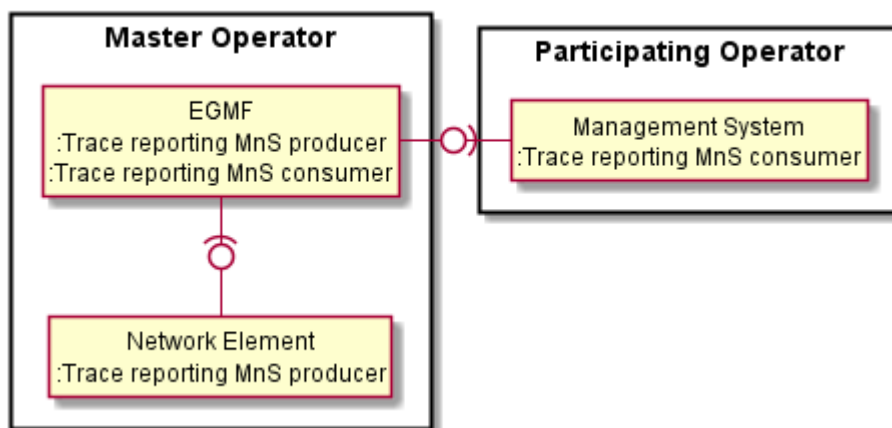 Master Operator
EGMF
:Trace reporting MnS producer
:Trace reporting MnS consumer
Network Element
:Trace reporting MnS producer
Participating Operator
Management System
:Trace reporting MnS consumer